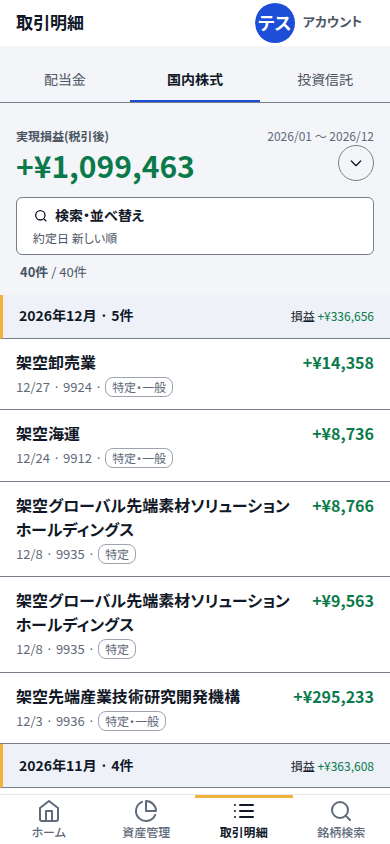 取引明細
テス アカウント
配当金 国内株式 投資信託
実現損益(税引後) 2026/01 〜 2026/12
+¥1,099,463
検索・並べ替え
約定日 新しい順
40件 / 40件
2026年12月・5件 損益 +¥336,656
架空卸売業 +¥14,358
12/27・9924・特定・一般
架空海運 +¥8,736
12/24・9912・特定・一般
架空グローバル先端素材ソリューション +¥8,766
ホールディングス
12/8・9935・特定
架空グローバル先端素材ソリューション +¥9,563
ホールディングス
12/8・9935・特定
架空先端産業技術研究開発機構 +¥295,233
12/3・9936・特定・一般
2026年11月・4件 損益 +¥363,608
ホーム 資産管理 取引明細 銘柄検索